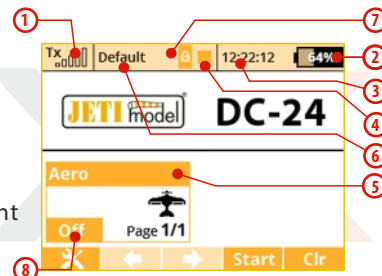 1
7
Tx Default 12:22:12 64%
2
3
4
JETI model DC-24
6
Aero
5
nt
Off Page 1/1
8
Start Clr